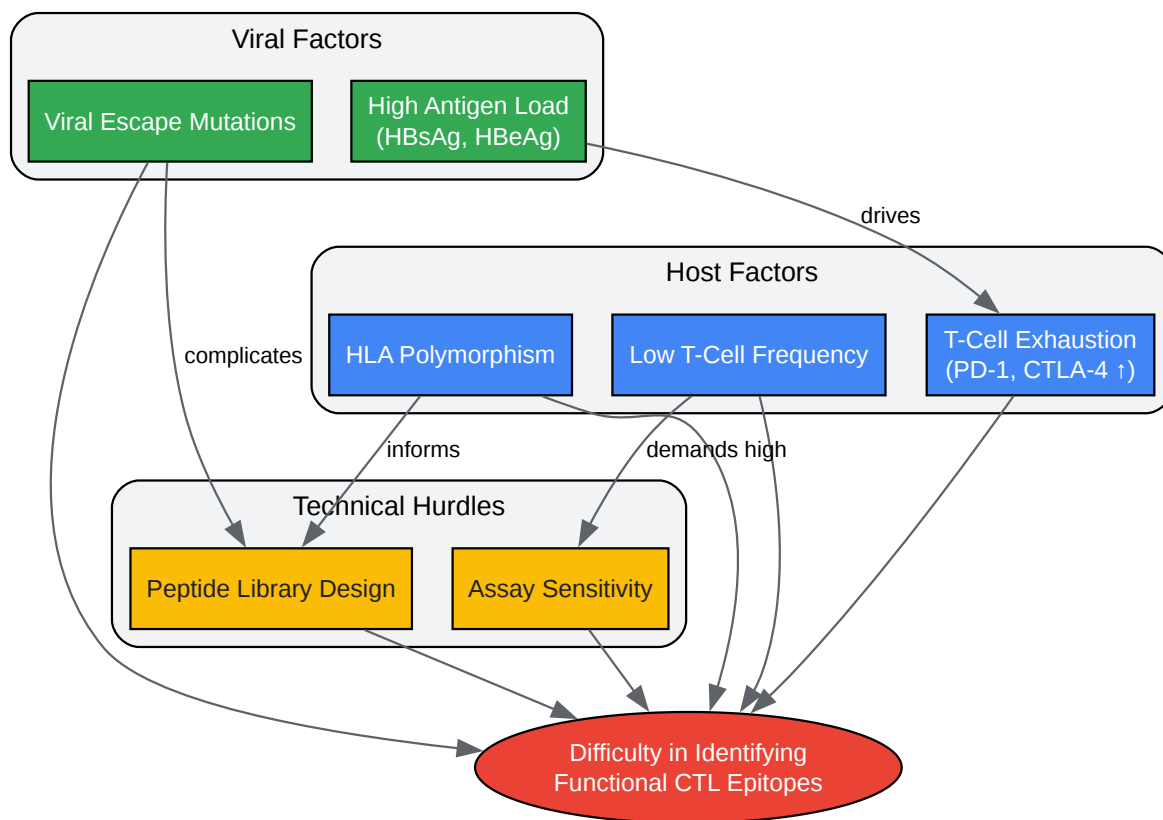 Viral Factors
Viral Escape Mutations
High Antigen Load
(HBsAg, HBeAg)
drives
Host Factors
complicates
HLA Polymorphism
Low T-Cell Frequency
T-Cell Exhaustion
(PD-1, CTLA-4 ↑)
informs
demands high
Technical Hurdles
Peptide Library Design
Assay Sensitivity
Difficulty in Identifying
Functional CTL Epitopes